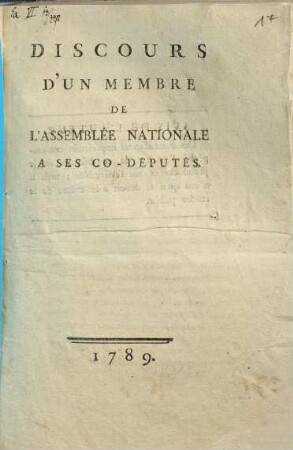 DISCOURS
D'UN MEMBRE
DE
L'ASSEMBLÉE NATIONALE
A SES CO-DÉPUTÉS.
1789.